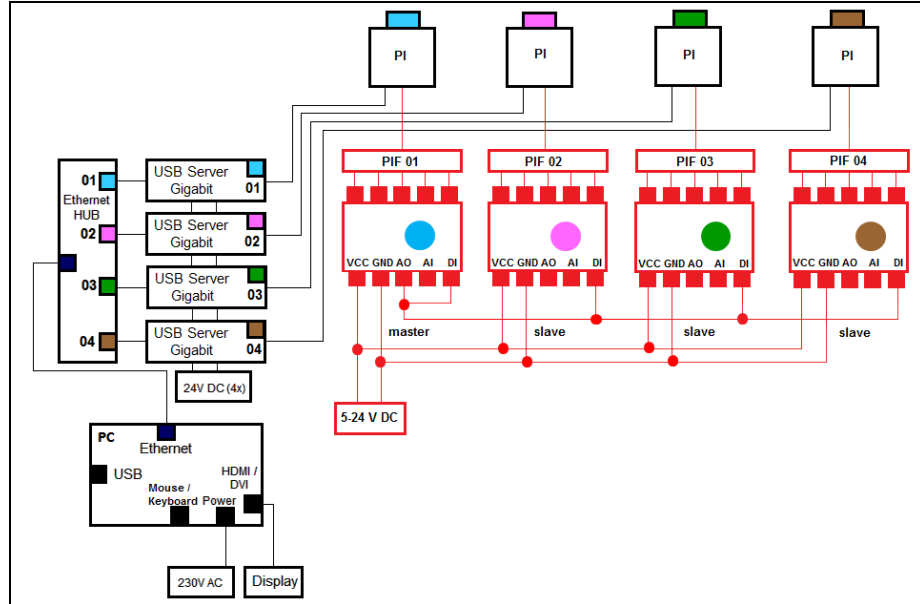 PI
PI
PI
PI
PIF 01
PIF 02
PIF 03
PIF 04
VCC GND AO AI DI
VCC GND AO AI DI
VCC GND AO AI DI
VCC GND AO AI DI
master
slave
slave
slave
5-24 V DC
01
Ethernet
HUB
02
03
04
USB Server
Gigabit
01
USB Server
Gigabit
02
USB Server
Gigabit
03
USB Server
Gigabit
04
24V DC (4x)
PC
Ethernet
USB
HDMI /
DVI
Mouse /
Keyboard
Power
230V AC
Display